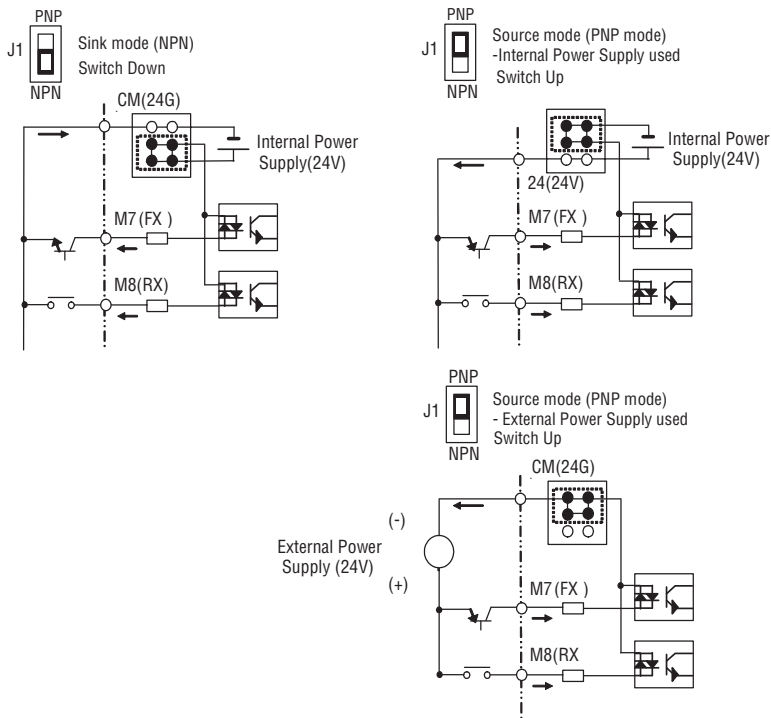 PNP
J1
Sink mode (NPN)
Switch Down
NPN
CM(24G)
Internal Power
Supply(24V)
M7(FX )
M8(RX)
PNP
J1
Source mode (PNP mode)
-Internal Power Supply used
Switch Up
NPN
Internal Power
Supply(24V)
24(24V)
M7(FX )
M8(RX)
PNP
J1
Source mode (PNP mode)
- External Power Supply used
Switch Up
NPN
CM(24G)
(-)
External Power
Supply (24V)
(+)
M7(FX )
M8(RX